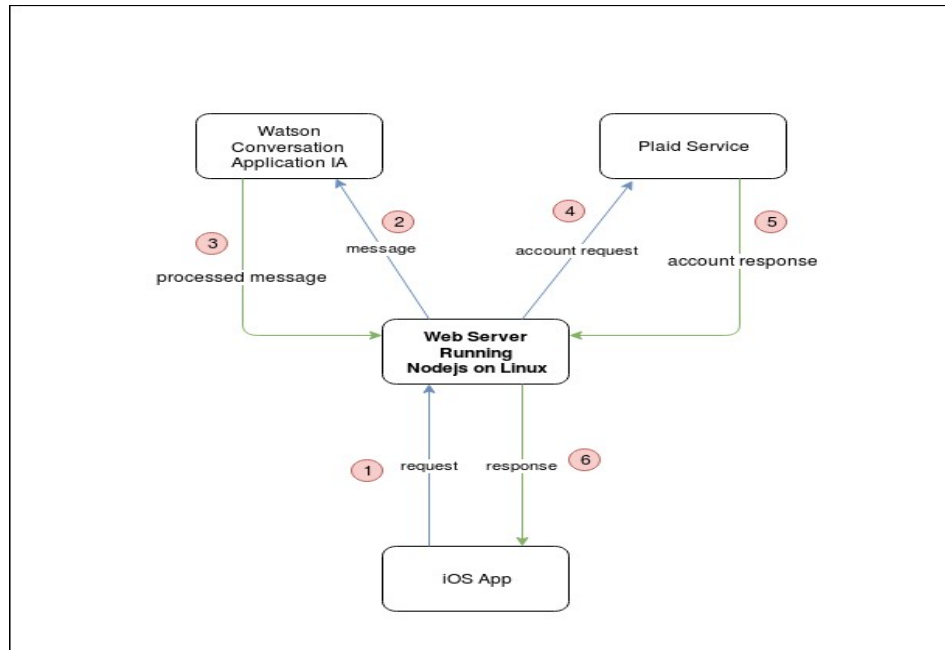 Watson
Conversation
Application IA
Plaid Service
2
4
5
3
message
account request
account response
processed message
Web Server
Running
Nodejs on Linux
1
request
response
6
iOS App